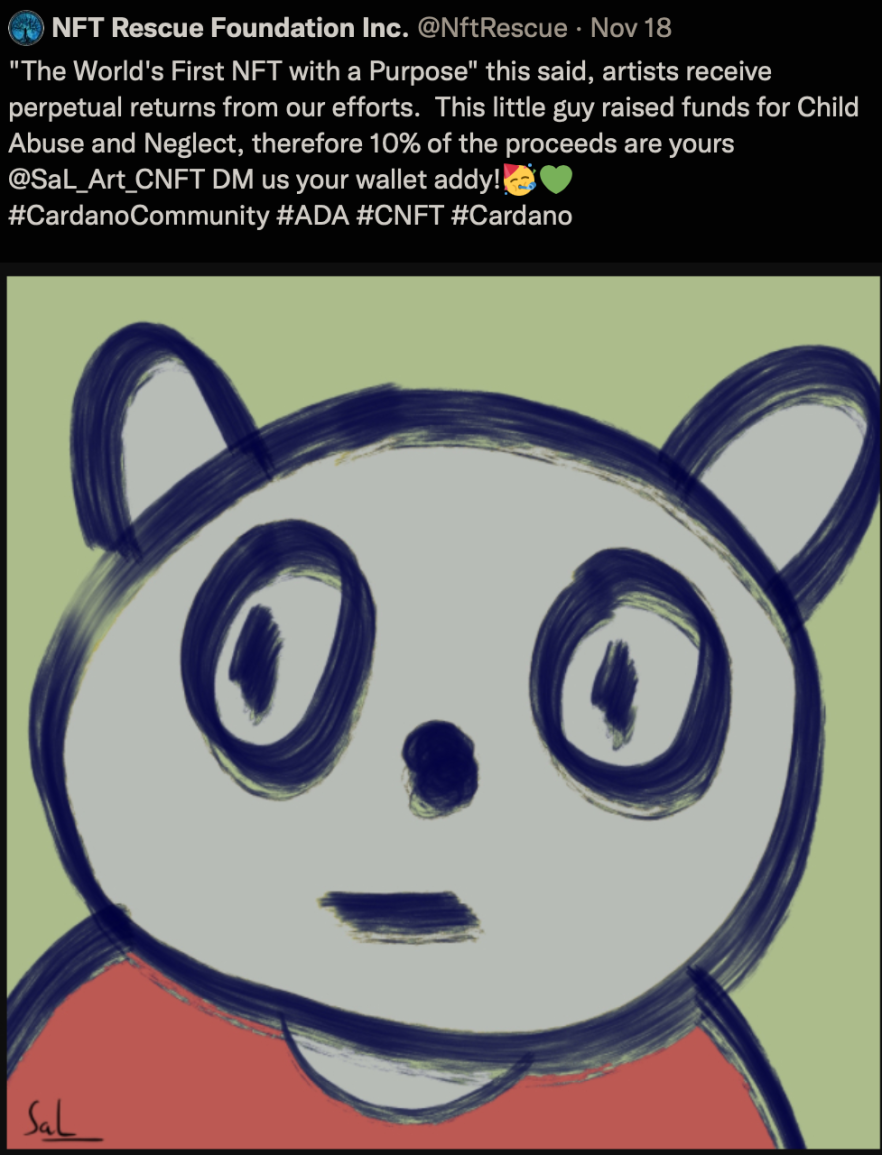 NFT Rescue Foundation Inc. @NftRescue · Nov 18
"The World's First NFT with a Purpose" this said, artists receive
perpetual returns from our efforts.  This little guy raised funds for Child
Abuse and Neglect, therefore 10% of the proceeds are yours
@SaL_Art_CNFT DM us your wallet addy!🥳💚
#CardanoCommunity #ADA #CNFT #Cardano
SaL